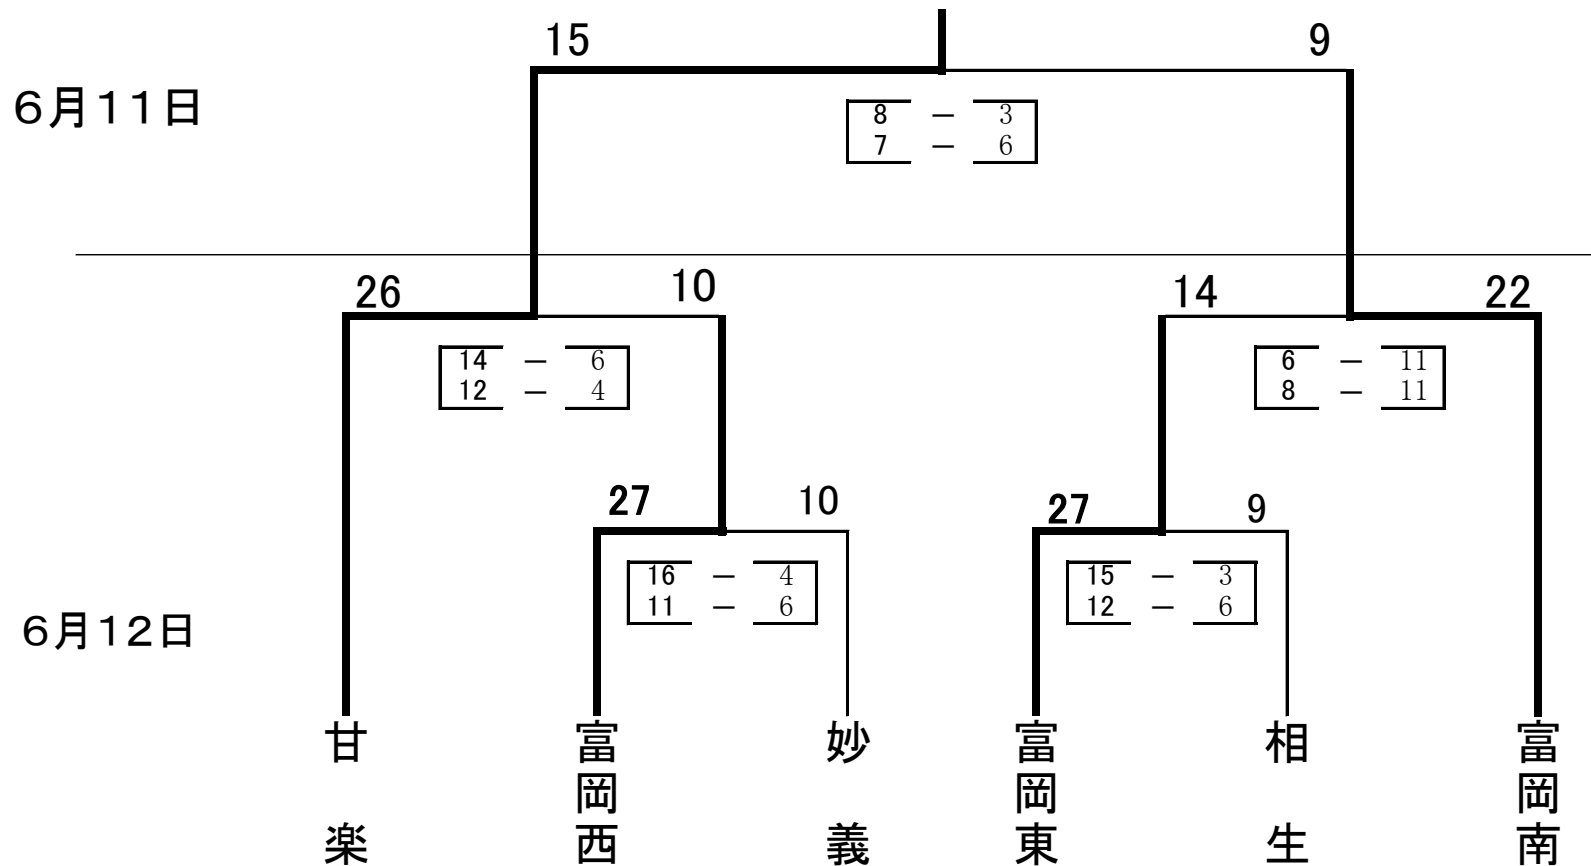 15 9
6月11日
8 － 3
7 － 6
26 10 14 22
14 － 6 6 － 11
12 － 4 8 － 11
27 10 27 9
16 － 4 15 － 3
11 － 6 12 － 6
6月12日
甘楽
富岡西
妙義
富岡東
相生
富岡南